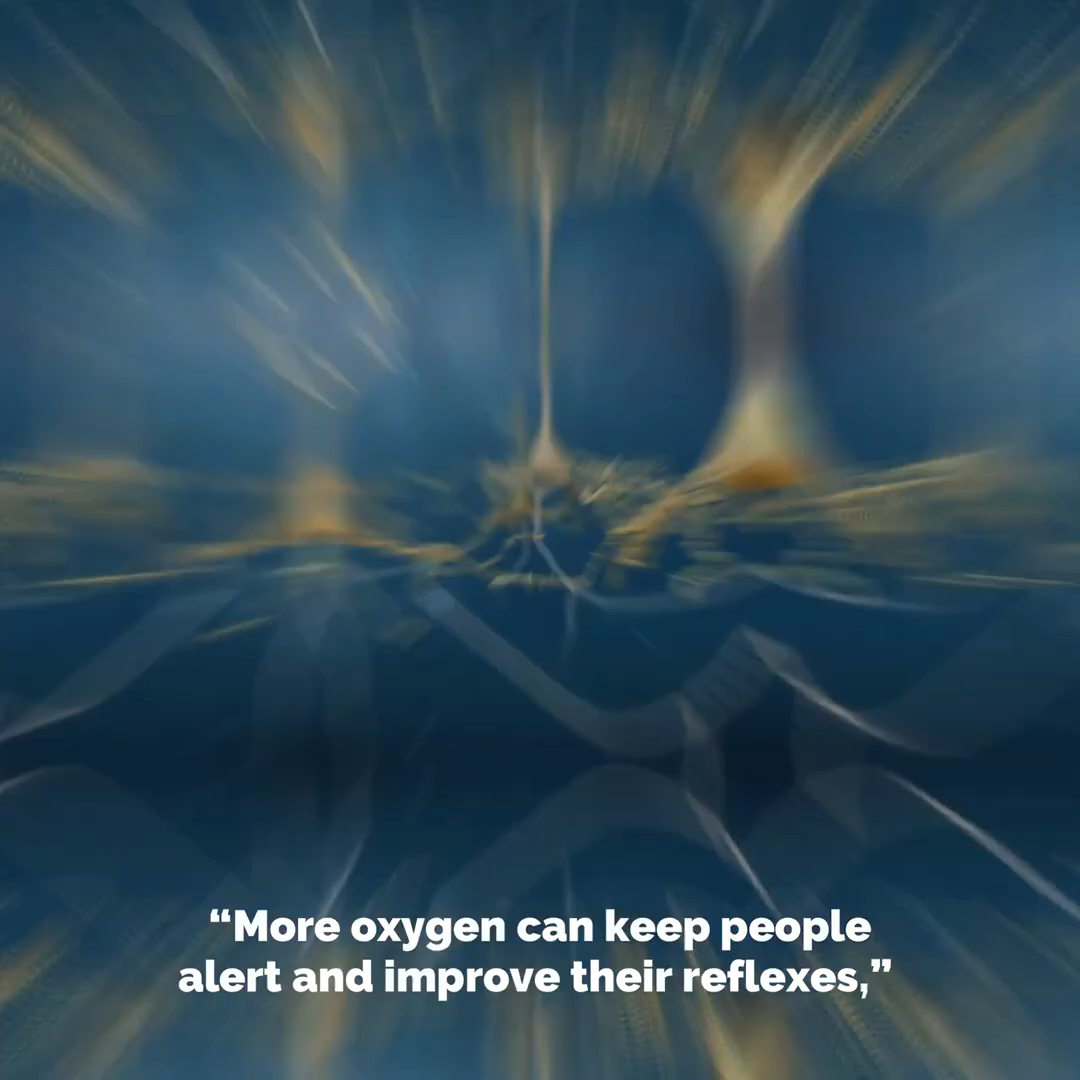 “More oxygen can keep people
alert and improve their reflexes,”